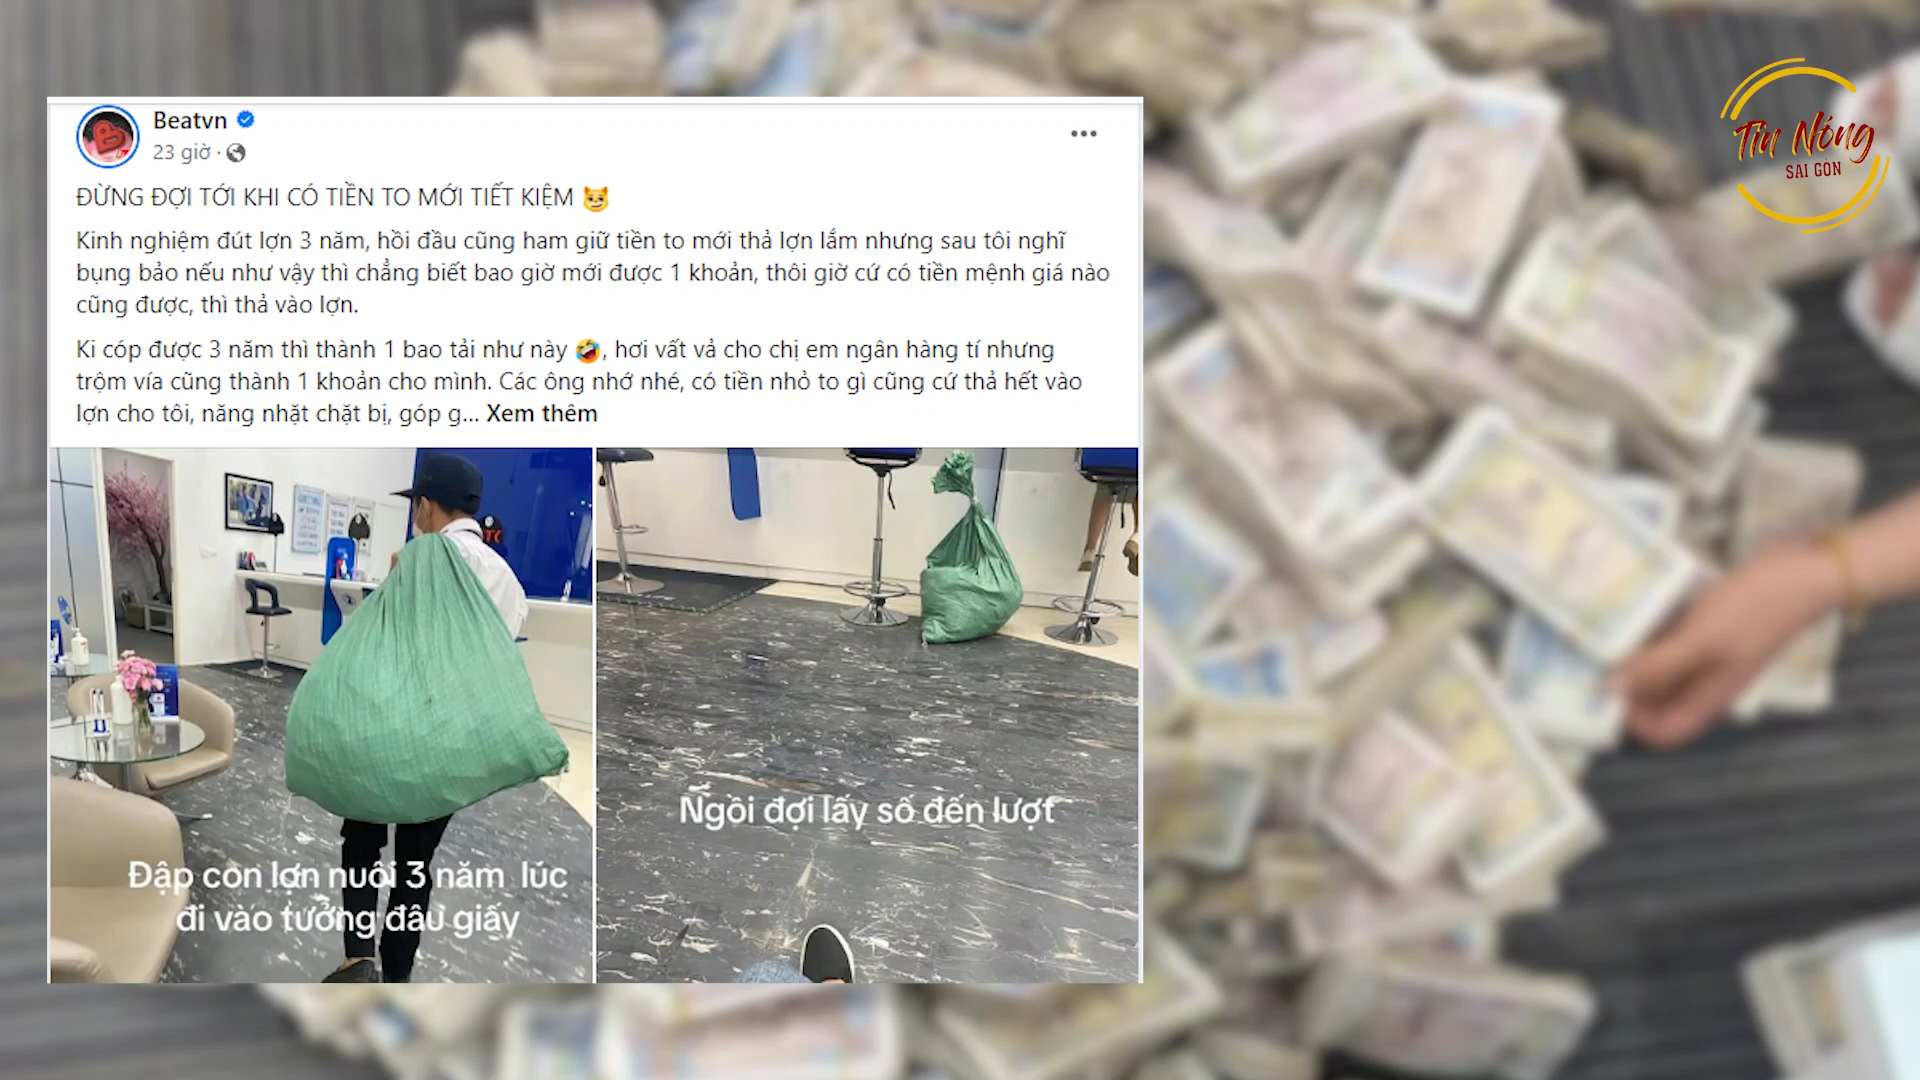 Beatvn
23 giờ ·
ĐỪNG ĐỢI TỚI KHI CÓ TIỀN TO MỚI TIẾT KIỆM 😼
Kinh nghiệm đút lợn 3 năm, hồi đầu cũng ham giữ tiền to mới thả lợn lắm nhưng sau tôi nghĩ
bụng bảo nếu như vậy thì chẳng biết bao giờ mới được 1 khoản, thôi giờ cứ có tiền mệnh giá nào
cũng được, thì thả vào lợn.
Ki cóp được 3 năm thì thành 1 bao tải như này 🤣, hơi vất vả cho chị em ngân hàng tí nhưng
trộm vía cũng thành 1 khoản cho mình. Các ông nhớ nhé, có tiền nhỏ to gì cũng cứ thả hết vào
lợn cho tôi, năng nhặt chặt bị, góp g... Xem thêm
Đập con lợn nuôi 3 năm lúc
đi vào tưởng đâu giấy
Ngồi đợi lấy số đến lượt
Tin Nóng
SÀI GÒN